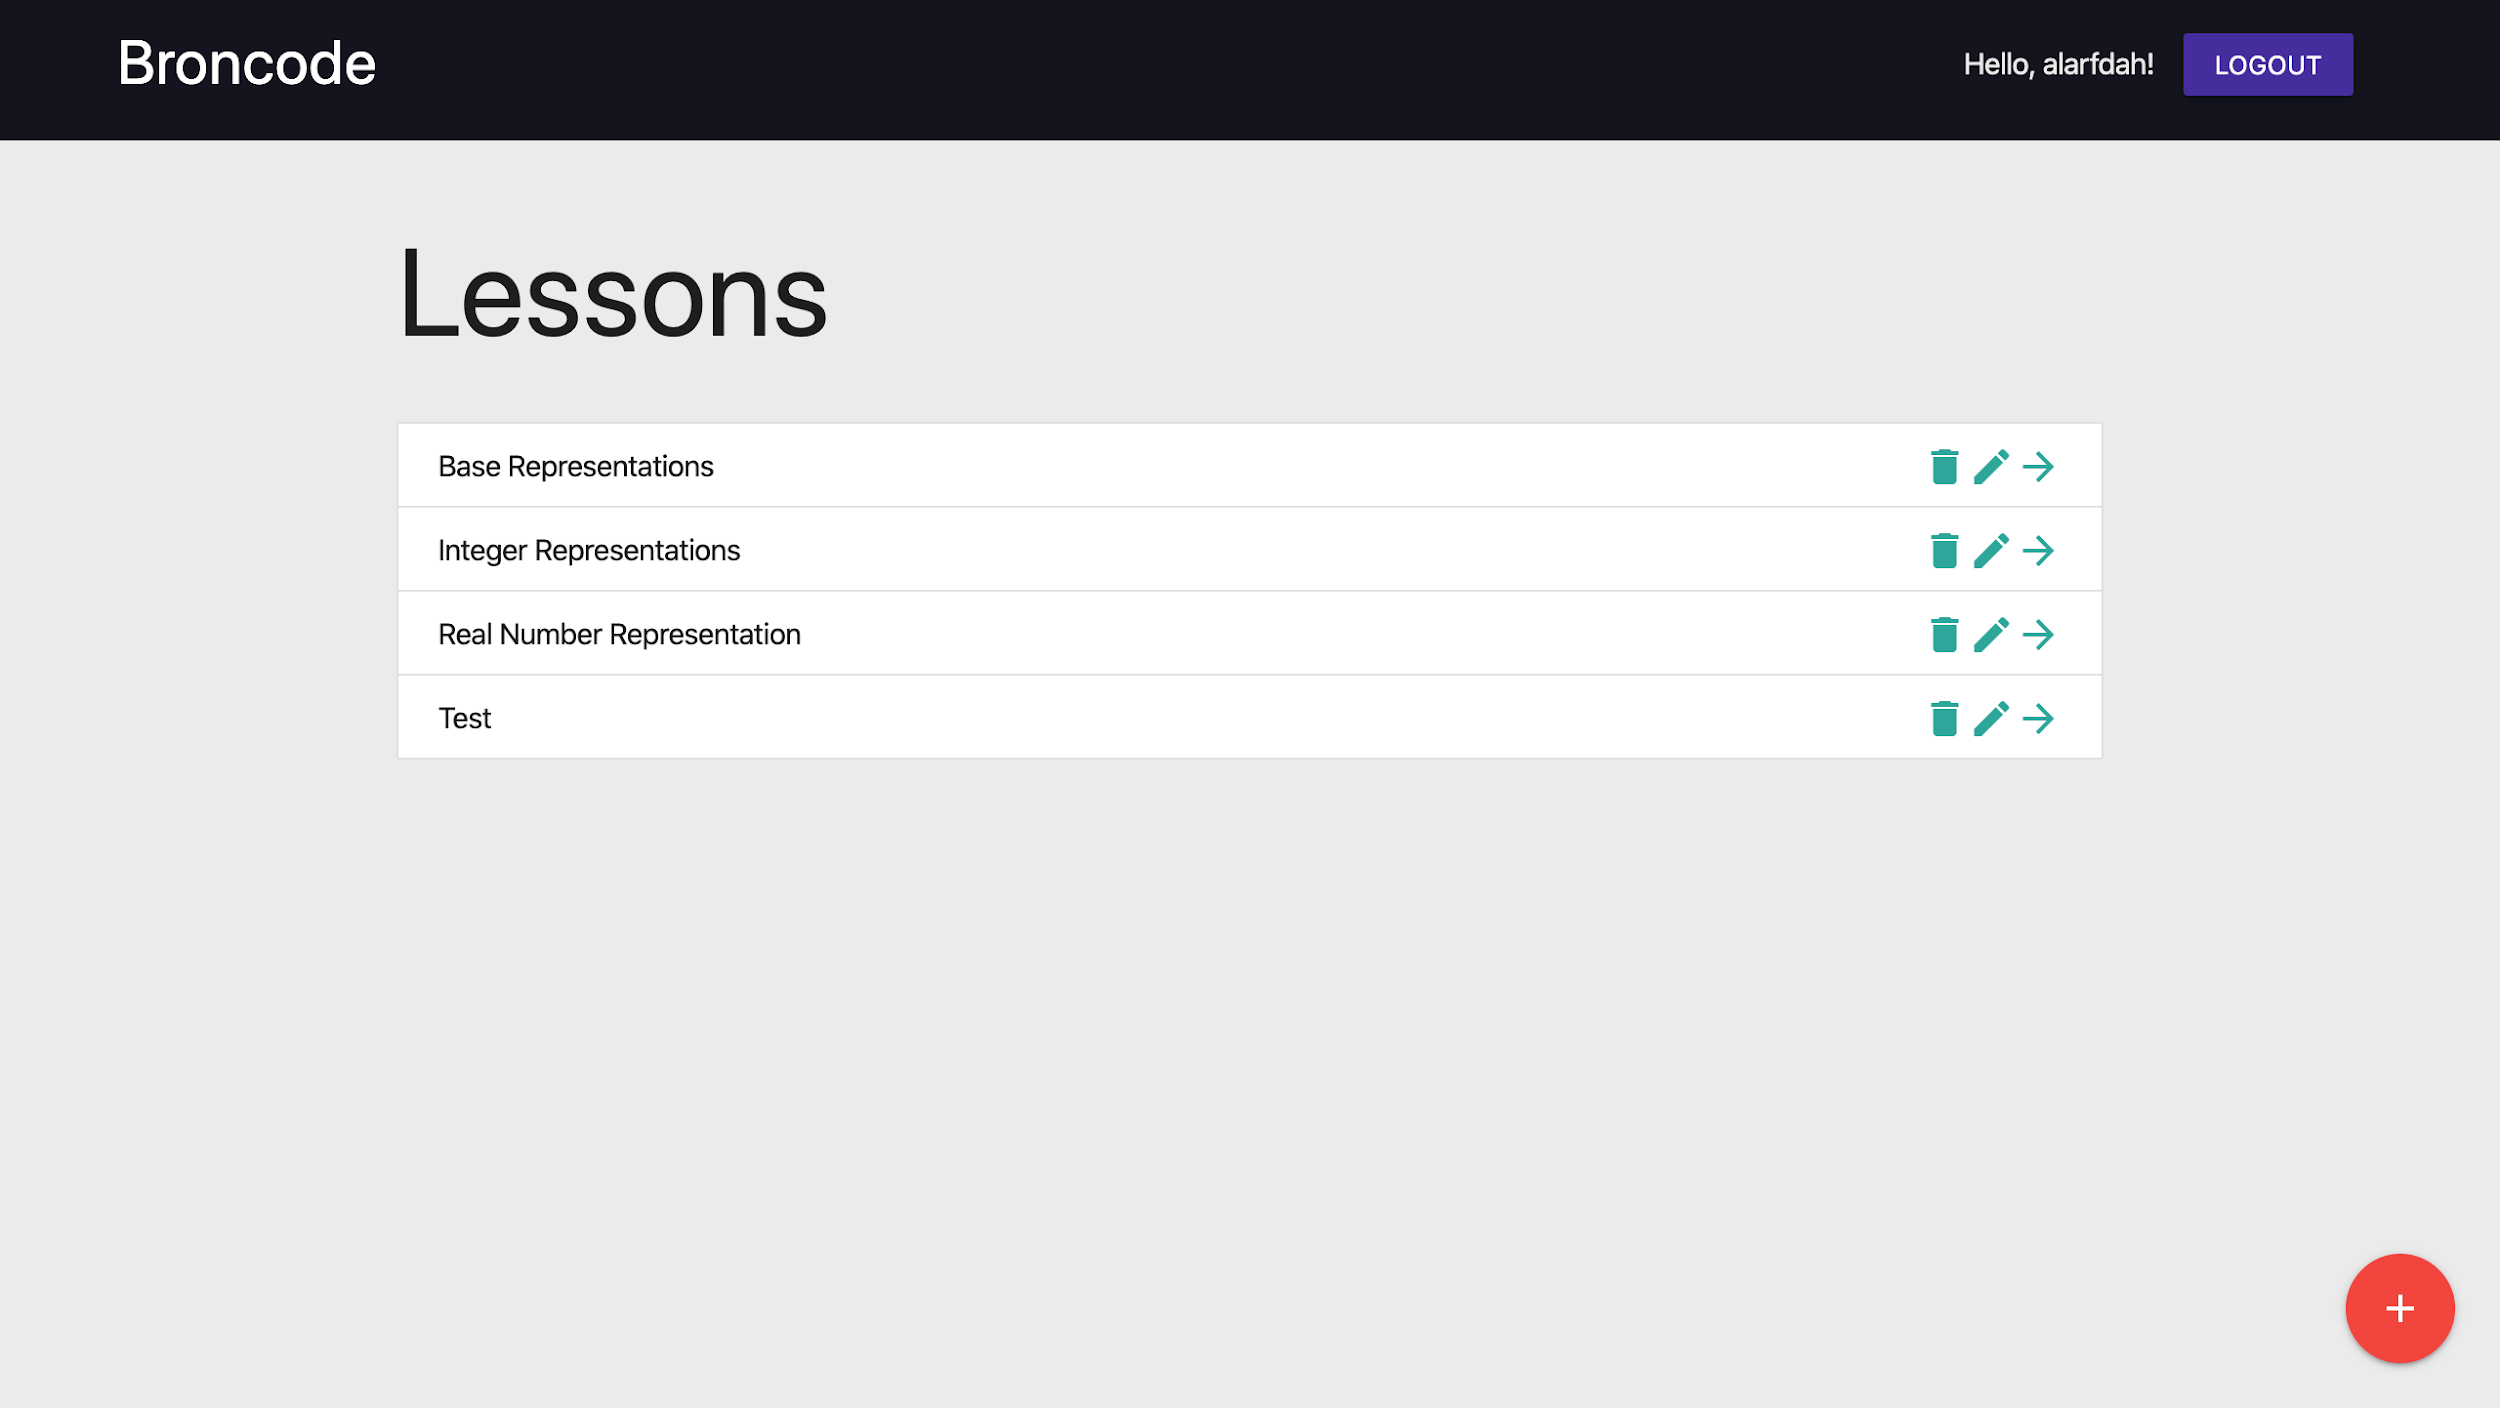 Broncode
Hello, alarfdah!
LOGOUT
Lessons
Base Representations
Integer Representations
Real Number Representation
Test
+